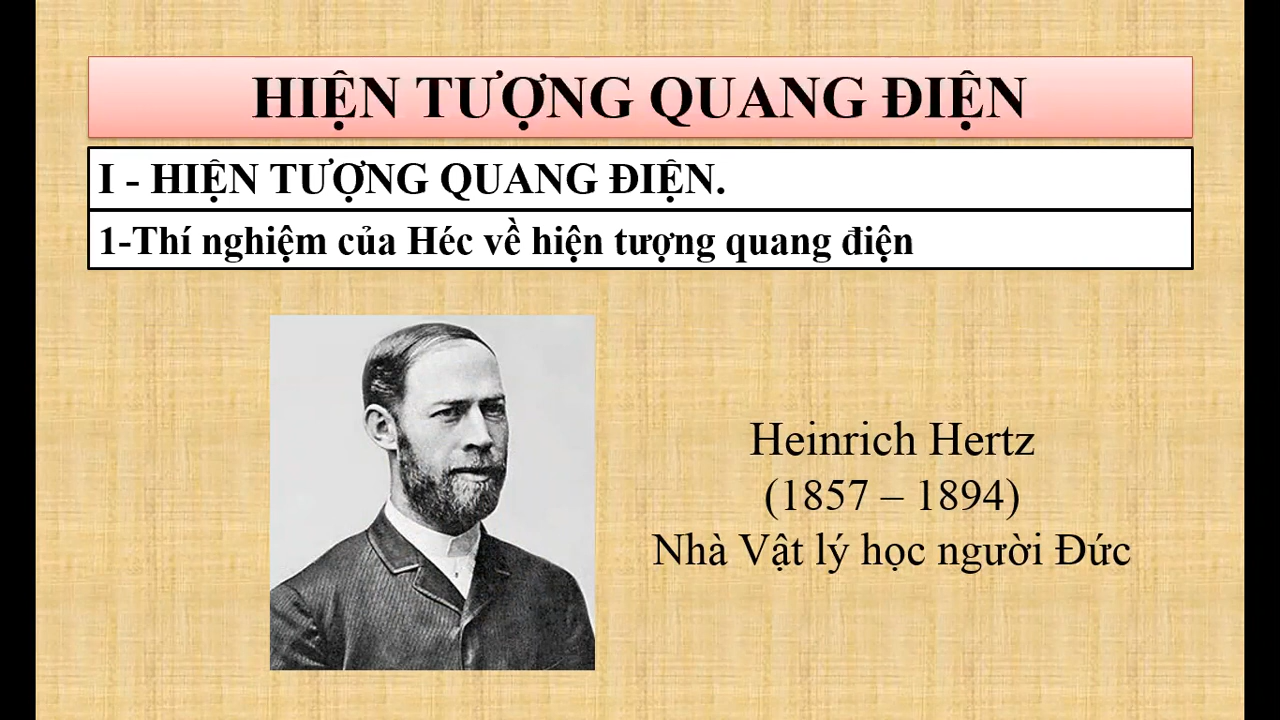 HIỆN TƯỢNG QUANG ĐIỆN
I - HIỆN TƯỢNG QUANG ĐIỆN.
1-Thí nghiệm của Héc về hiện tượng quang điện
Heinrich Hertz
(1857 – 1894)
Nhà Vật lý học người Đức